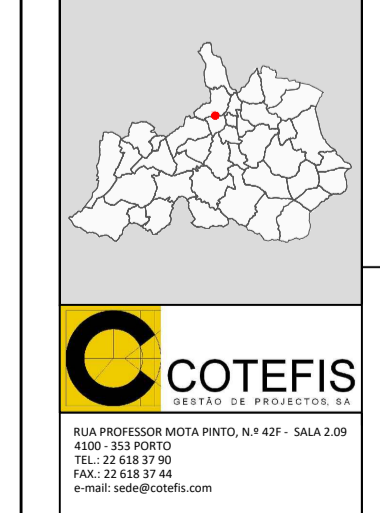 COTEFIS
GESTÃO DE PROJECTOS, SA
RUA PROFESSOR MOTA PINTO, N.º 42F - SALA 2.09
4100 - 353 PORTO
TEL.: 22 618 37 90
FAX.: 22 618 37 44
e-mail: sede@cotefis.com